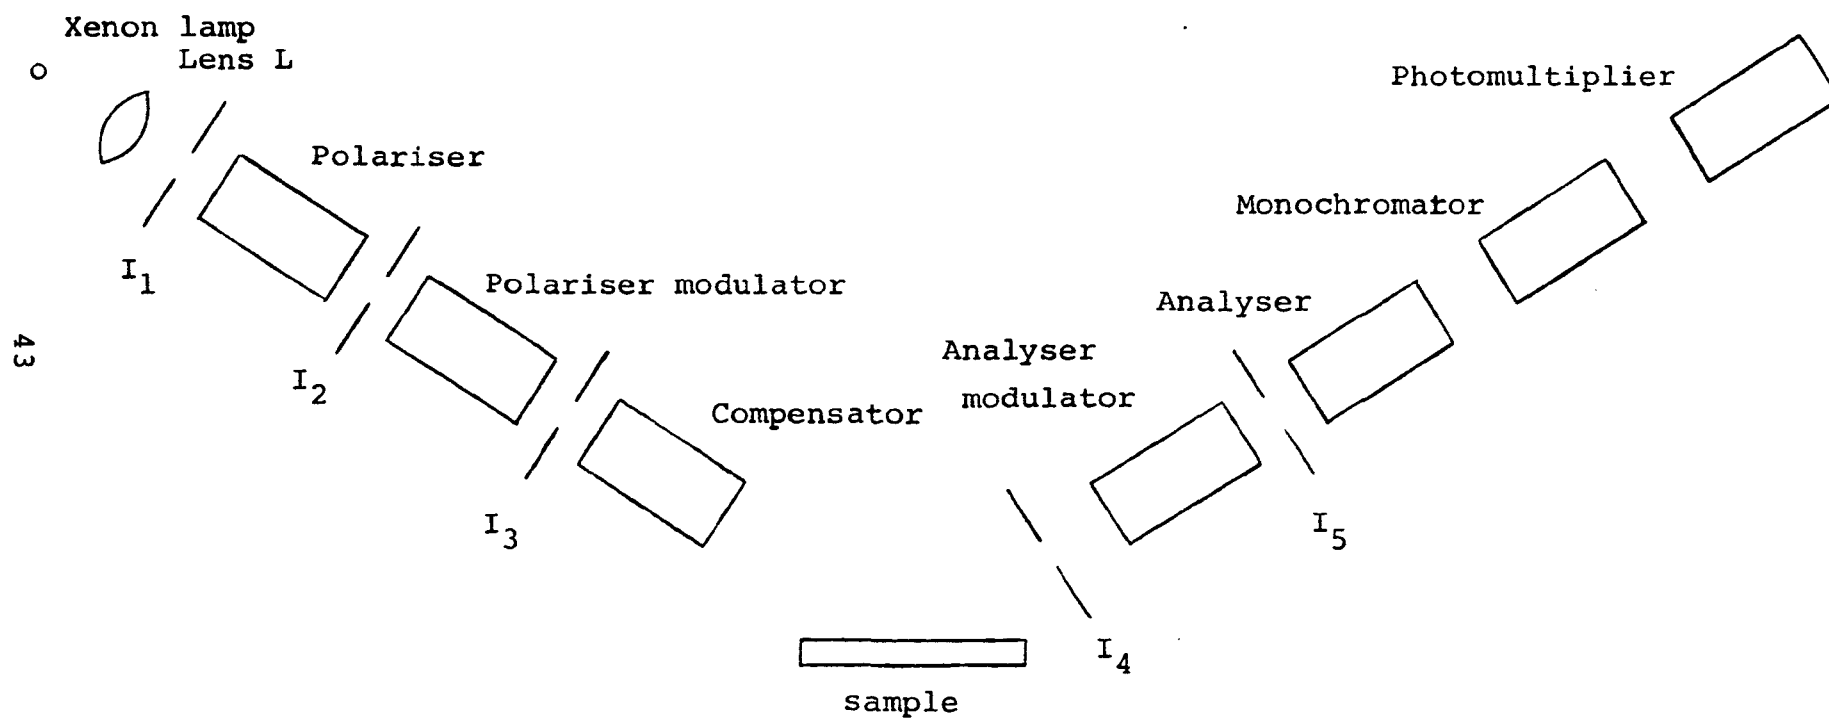 Xenon lamp
Lens L
Photomultiplier
Polariser
Monochromator
I1
Polariser modulator
Analyser
43
Analyser
modulator
I2
Compensator
I3
I5
I4
sample